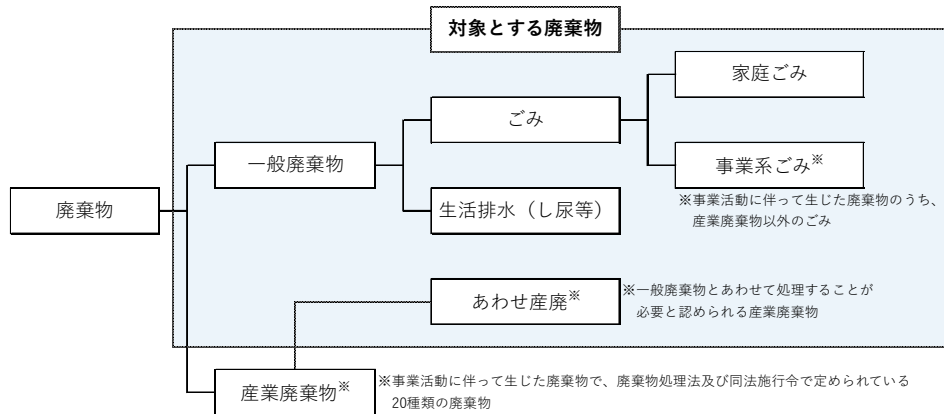 対象とする廃棄物
家庭ごみ
ごみ
一般廃棄物
事業系ごみ※
※事業活動に伴って生じた廃棄物のうち、
産業廃棄物以外のごみ
廃棄物
生活排水（し尿等）
あわせ産廃※
※一般廃棄物とあわせて処理することが
必要と認められる産業廃棄物
産業廃棄物※
※事業活動に伴って生じた廃棄物で、廃棄物処理法及び同法施行令で定められている
20種類の廃棄物